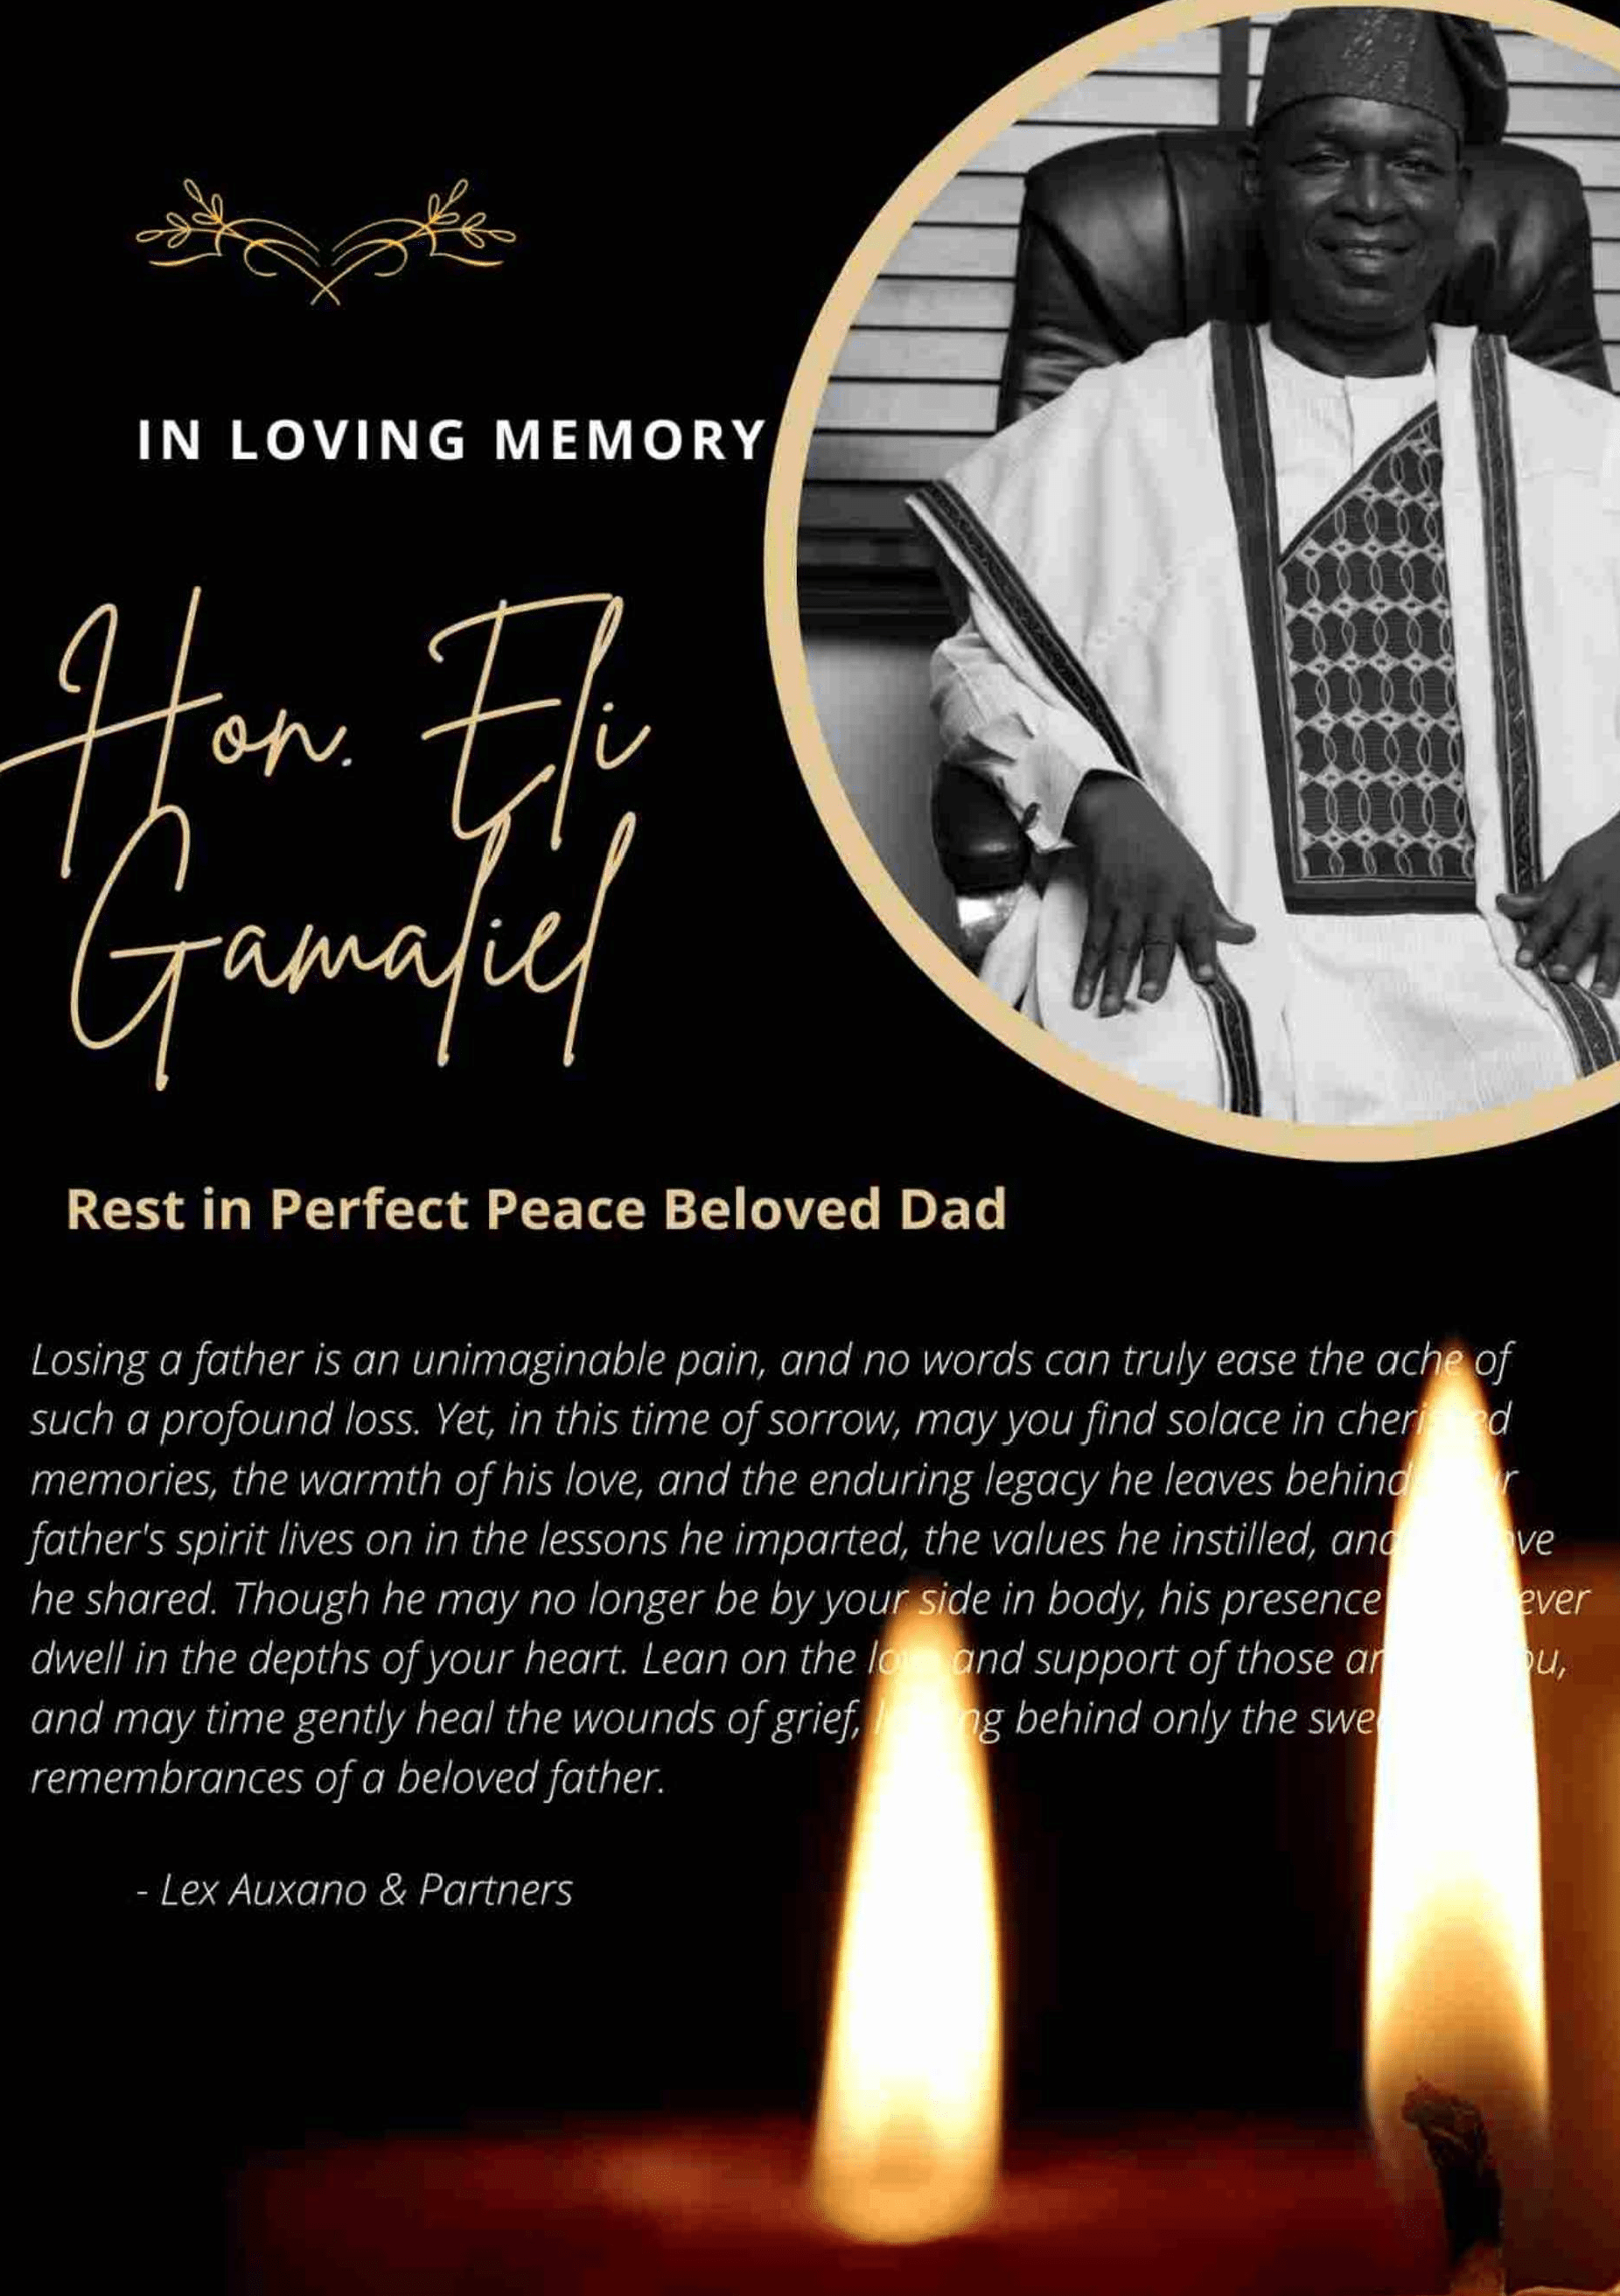 IN LOVING MEMORY
Hon. Eli
Gamaliel
Rest in Perfect Peace Beloved Dad
Losing a father is an unimaginable pain, and no words can truly ease the ache of
such a profound loss. Yet, in this time of sorrow, may you find solace in
memories, the warmth of his love, and the enduring legacy he leaves behind
father's spirit lives on in the lessons he imparted, the values he instilled, and
he shared. Though he may no longer be by your side in body, his presence
dwell in the depths of your heart. Lean on the and support of those
and may time gently heal the wounds of grief, behind only the
remembrances of a beloved father.
- Lex Auxano & Partners